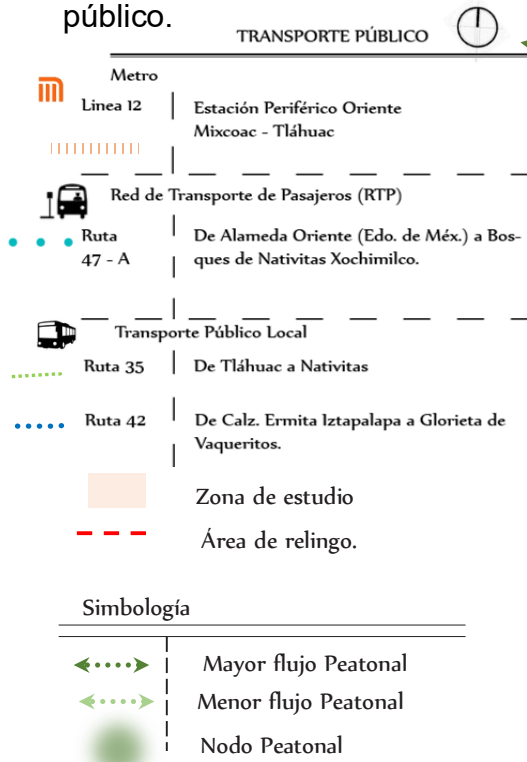 público.
TRANSPORTE PÚBLICO
Metro
Linea 12
Estación Periférico Oriente
Mixcoac - Tláhuac
Red de Transporte de Pasajeros (RTP)
Ruta
47 - A
De Alameda Oriente (Edo. de Méx.) a Bos-
ques de Nativitas Xochimilco.
Transporte Público Local
Ruta 35
De Tláhuac a Nativitas
Ruta 42
De Calz. Ermita Iztapalapa a Glorieta de
Vaqueritos.
Zona de estudio
Área de relingo.
Simbología
Mayor flujo Peatonal
Menor flujo Peatonal
Nodo Peatonal